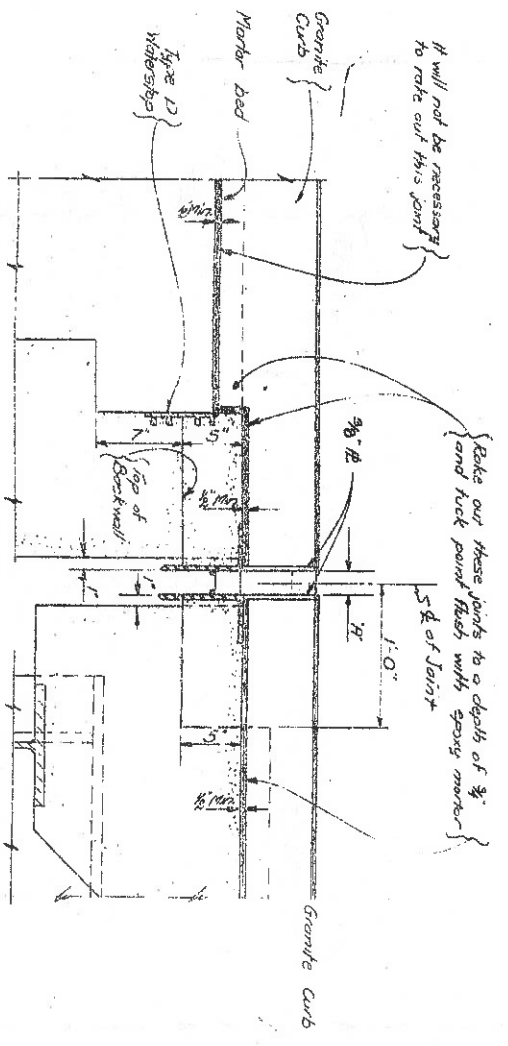 It will not be necessary
to rake out this joint
Granite
Curb
Mortar bed
Type D
Waterstop
Rake out these joints to a depth of 3/4"
and tuck point flush with epoxy mortar
℄ of Joint
1'-0"
"A"
3/8" ℄
5"
7"
Top of
Backwall
1"
1"
5"
Granite Curb